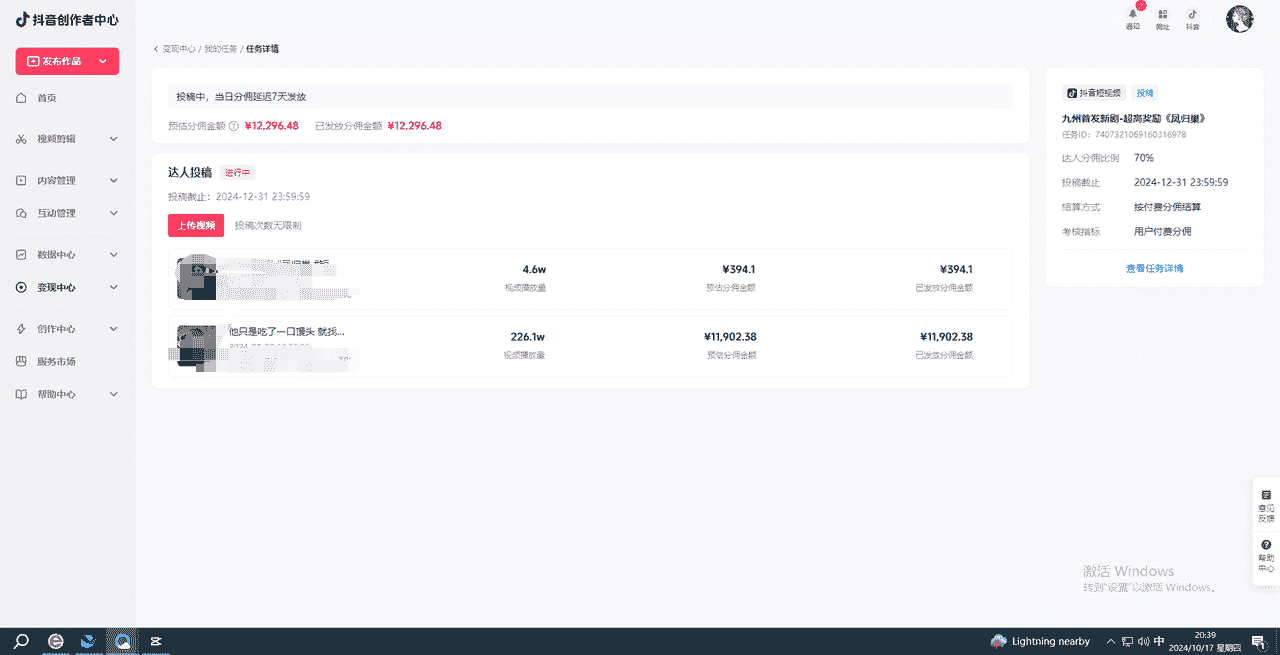 抖音创作者中心
发布作品
首页
视频剪辑
内容管理
互动管理
数据中心
变现中心
创作中心
服务市场
帮助中心
通知
网址
抖音
变现中心 / 我的任务 / 任务详情
投稿中，当日分佣延迟7天发放
预估分佣金额 ¥12,296.48 已发放分佣金额 ¥12,296.48
达人投稿 进行中
投稿截止：2024-12-31 23:59:59
上传视频 投稿次数无限制
4.6w ¥394.1 ¥394.1
视频播放量 预估分佣金额 已发放分佣金额
他只是吃了一口馒头 就找...
226.1w ¥11,902.38 ¥11,902.38
视频播放量 预估分佣金额 已发放分佣金额
抖音短视频 投稿
九州首发新剧-超高奖励《凤归巢》
任务ID：7407321069160316978
达人分佣比例 70%
投稿截止 2024-12-31 23:59:59
结算方式 按付费分佣结算
考核指标 用户付费分佣
查看任务详情
意见
反馈
帮助
中心
激活 Windows
转到"设置"以激活 Windows。
Lightning nearby
中
20:39
2024/10/17 星期四